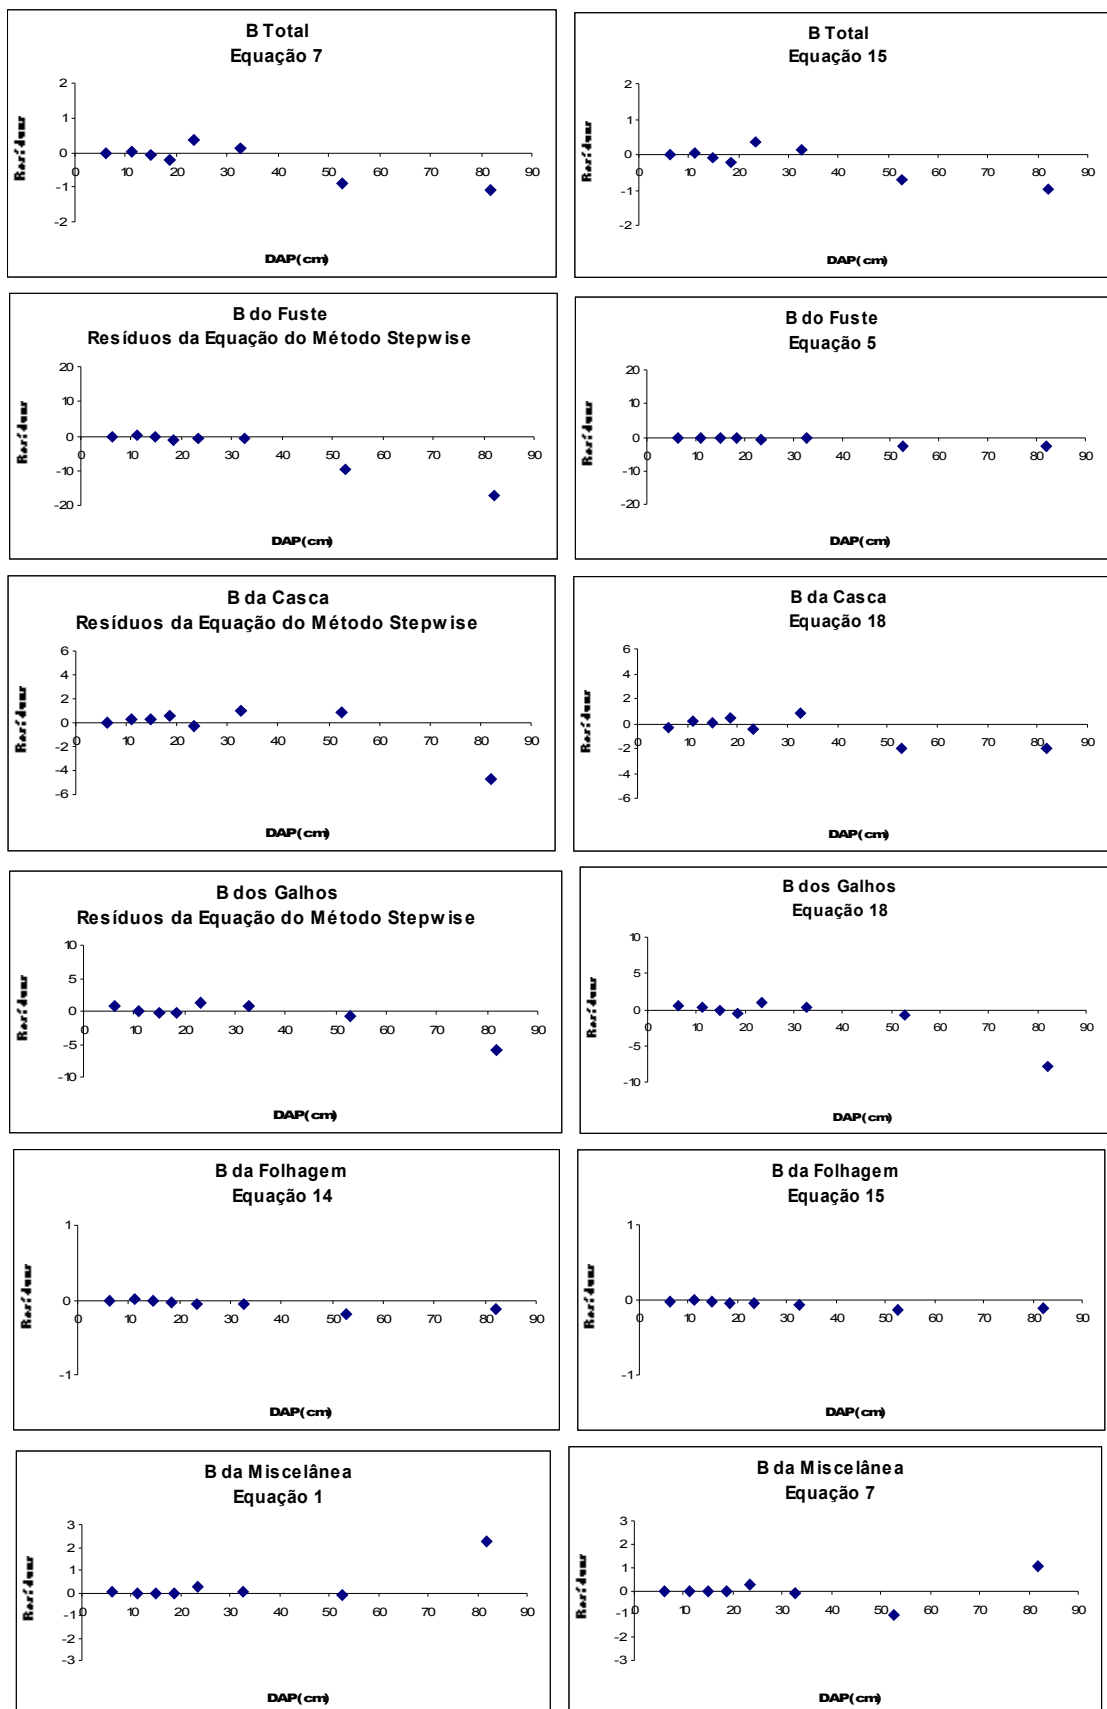 B Total
Equação 7
2
1
0
-1
-2
0 10 20 30 40 50 60 70 80 90
Resíduos
DAP(cm)
B Total
Equação 15
2
1
0
-1
-2
0 10 20 30 40 50 60 70 80 90
Resíduos
DAP(cm)
B do Fuste
Resíduos da Equação do Método Stepwise
20
10
0
-10
-20
0 10 20 30 40 50 60 70 80 90
Resíduos
DAP(cm)
B do Fuste
Equação 5
20
10
0
-10
-20
0 10 20 30 40 50 60 70 80 90
Resíduos
DAP(cm)
B da Casca
Resíduos da Equação do Método Stepwise
6
4
2
0
-2
-4
-6
0 10 20 30 40 50 60 70 80 90
Resíduos
DAP(cm)
B da Casca
Equação 18
6
4
2
0
-2
-4
-6
0 10 20 30 40 50 60 70 80 90
Resíduos
DAP(cm)
B dos Galhos
Resíduos da Equação do Método Stepwise
10
5
0
-5
-10
0 10 20 30 40 50 60 70 80 90
Resíduos
DAP(cm)
B dos Galhos
Equação 18
10
5
0
-5
-10
0 10 20 30 40 50 60 70 80 90
Resíduos
DAP(cm)
B da Folhagem
Equação 14
1
0
-1
0 10 20 30 40 50 60 70 80 90
Resíduos
DAP(cm)
B da Folhagem
Equação 15
1
0
-1
0 10 20 30 40 50 60 70 80 90
Resíduos
DAP(cm)
B da Miscelânea
Equação 1
3
2
1
0
-1
-2
-3
0 10 20 30 40 50 60 70 80 90
Resíduos
DAP(cm)
B da Miscelânea
Equação 7
3
2
1
0
-1
-2
-3
0 10 20 30 40 50 60 70 80 90
Resíduos
DAP(cm)